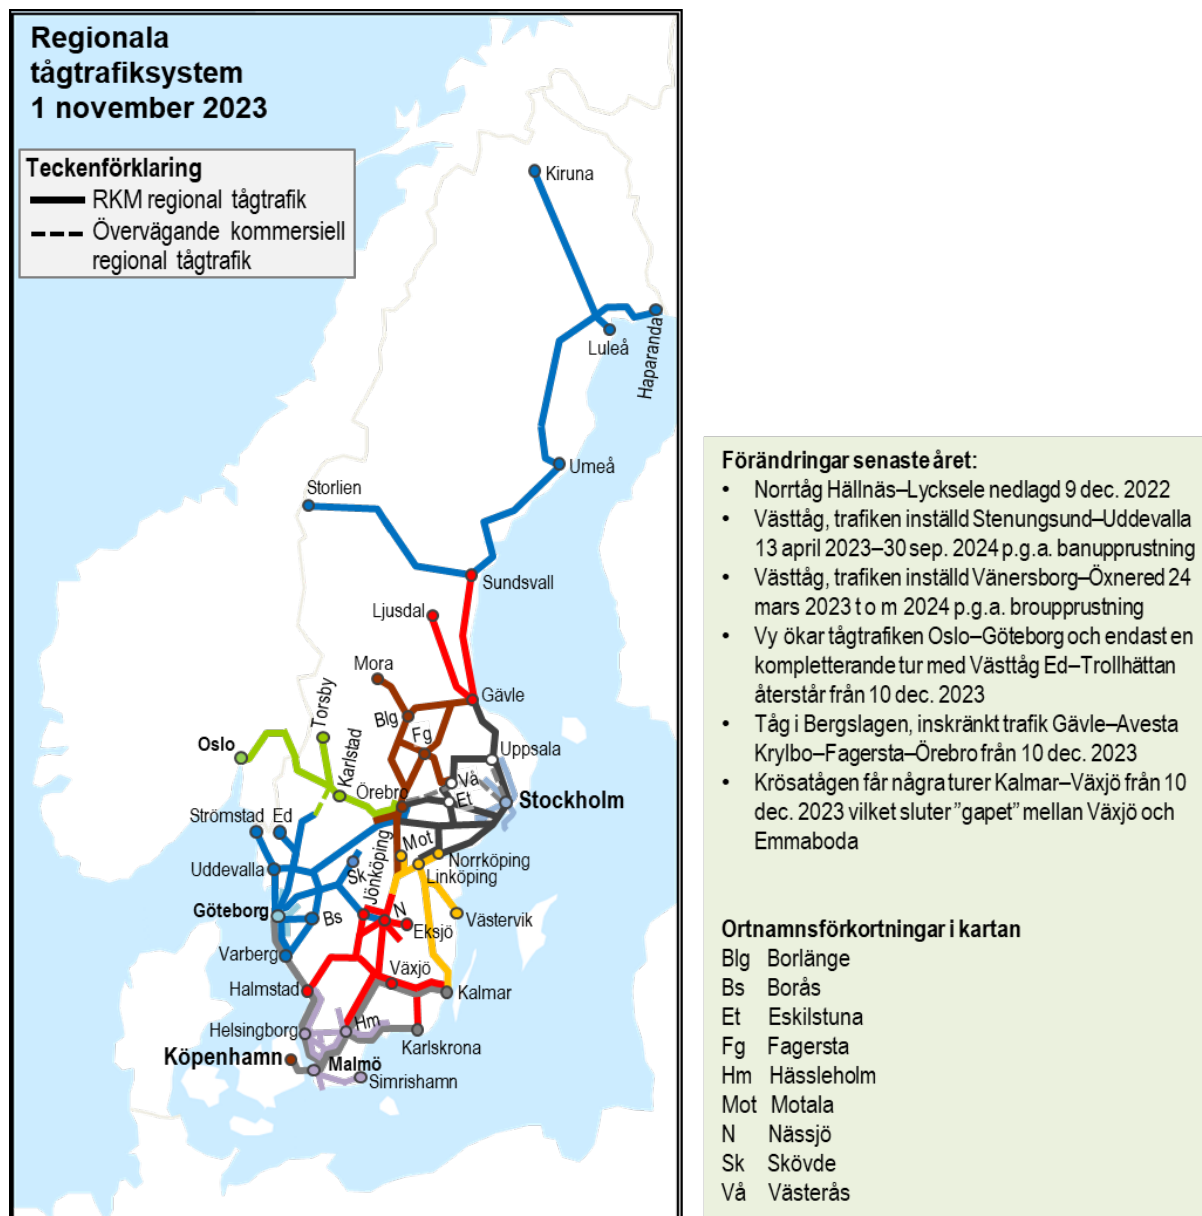 Regionala
tågtrafiksystem
1 november 2023
Teckenförklaring
RKM regional tågtrafik
Övervägande kommersiell
regional tågtrafik
Kiruna
Luleå
Haparanda
Umeå
Storlien
Sundsvall
Ljusdal
Mora
Gävle
Torsby
Blg
Fg
Oslo
Karlstad
Uppsala
Vå
Örebro
Et
Stockholm
Strömstad
Ed
Mot
Norrköping
Jönköping
Linköping
Uddevalla
Sk
Göteborg
Bs
N
Västervik
Eksjö
Varberg
Växjö
Halmstad
Kalmar
Helsingborg
Hm
Karlskrona
Köpenhamn
Malmö
Simrishamn
Förändringar senaste året:
• Norrtåg Hällnäs–Lycksele nedlagd 9 dec. 2022
• Västtåg, trafiken inställd Stenungsund–Uddevalla
13 april 2023–30 sep. 2024 p.g.a. banupprustning
• Västtåg, trafiken inställd Vänersborg–Öxnered 24
mars 2023 t o m 2024 p.g.a. broupprustning
• Vy ökar tågtrafiken Oslo–Göteborg och endast en
kompletterande tur med Västtåg Ed–Trollhättan
återstår från 10 dec. 2023
• Tåg i Bergslagen, inskränkt trafik Gävle–Avesta
Krylbo–Fagersta–Örebro från 10 dec. 2023
• Krösatågen får några turer Kalmar–Växjö från 10
dec. 2023 vilket sluter ”gapet” mellan Växjö och
Emmaboda
Ortnamnsförkortningar i kartan
Blg Borlänge
Bs Borås
Et Eskilstuna
Fg Fagersta
Hm Hässleholm
Mot Motala
N Nässjö
Sk Skövde
Vå Västerås